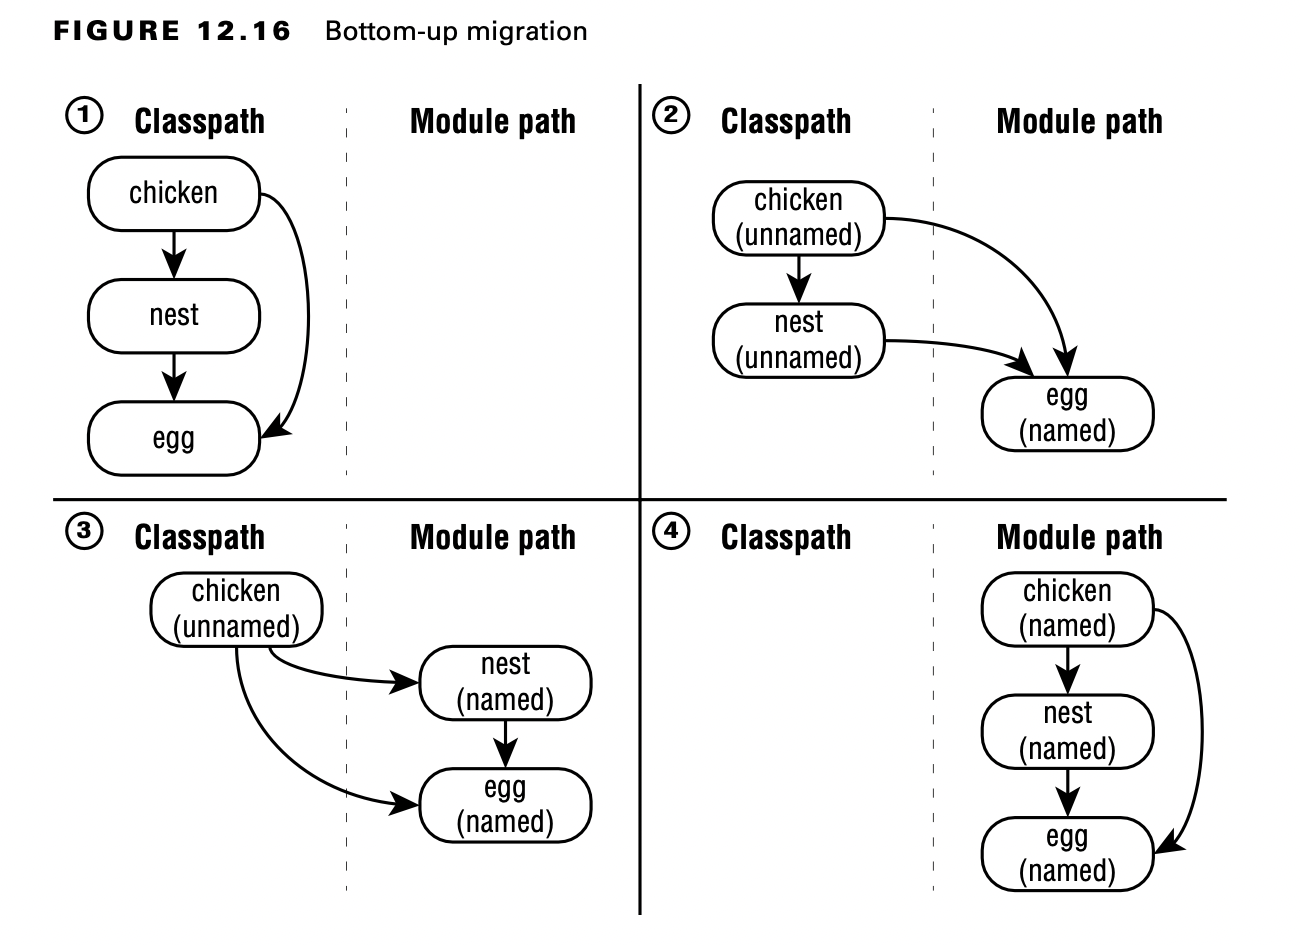 FIGURE 12.16 Bottom-up migration
1 Classpath Module path
chicken
nest
egg
2 Classpath Module path
chicken
(unnamed)
nest
(unnamed)
egg
(named)
3 Classpath Module path
chicken
(unnamed)
nest
(named)
egg
(named)
4 Classpath Module path
chicken
(named)
nest
(named)
egg
(named)